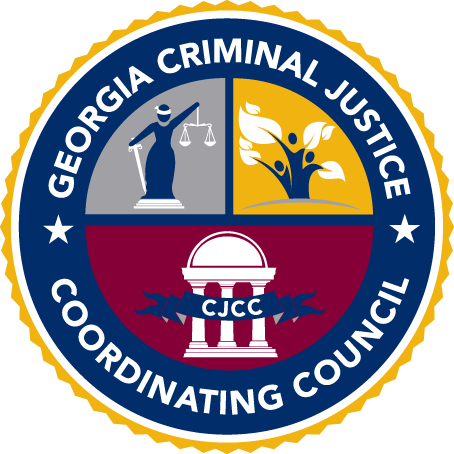 GEORGIA CRIMINAL JUSTICE
COORDINATING COUNCIL
CJCC